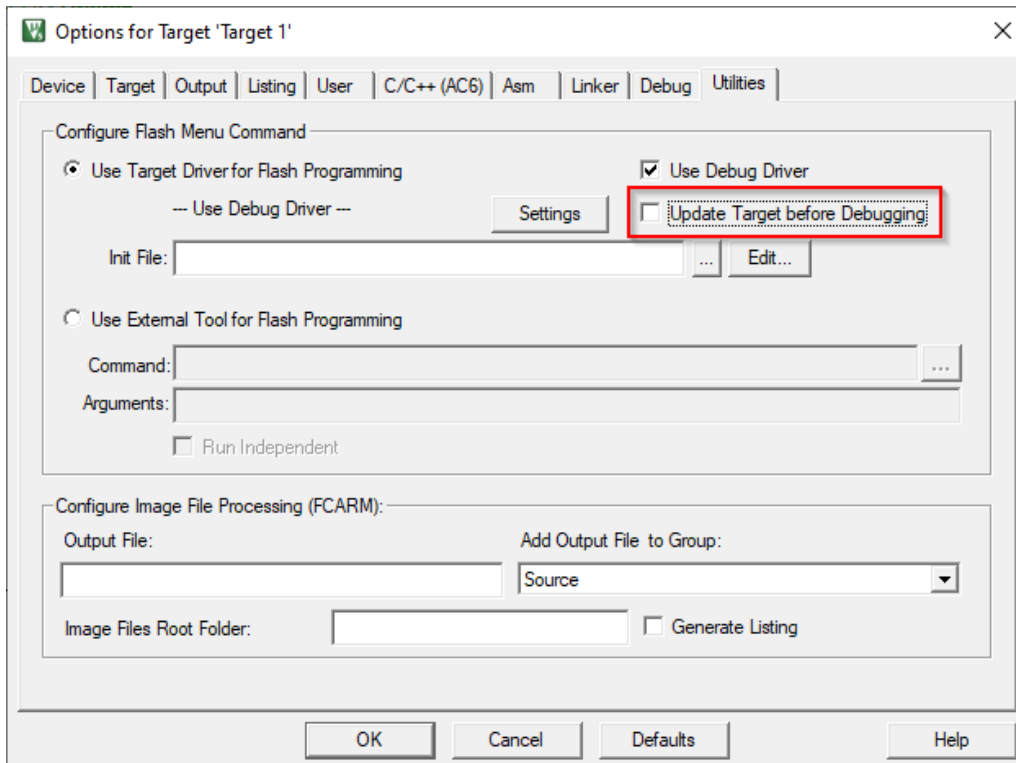 Options for Target 'Target 1'
Device Target Output Listing User C/C++ (AC6) Asm Linker Debug Utilities
Configure Flash Menu Command
Use Target Driver for Flash Programming Use Debug Driver
--- Use Debug Driver --- Settings Update Target before Debugging
Init File: ... Edit...
Use External Tool for Flash Programming
Command: ...
Arguments:
Run Independent
Configure Image File Processing (FCARM):
Output File: Add Output File to Group:
Source
Image Files Root Folder: Generate Listing
OK Cancel Defaults Help